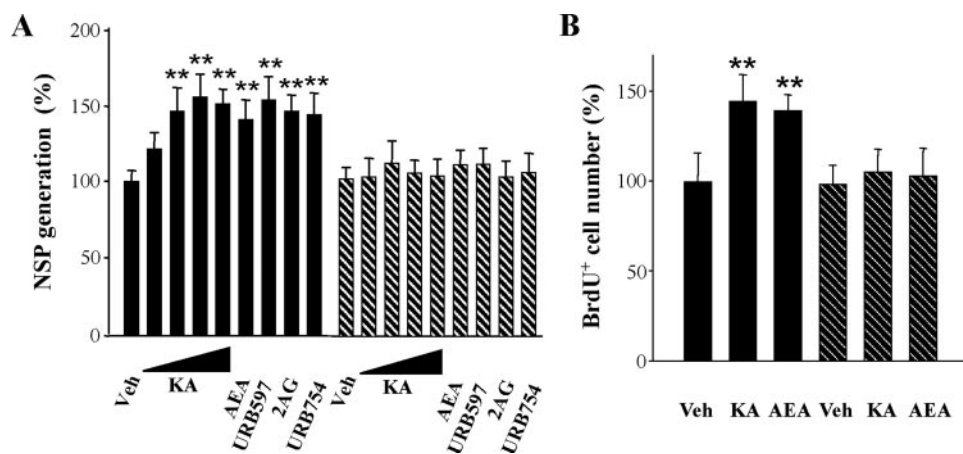 A
NSP generation (%)
200
150
100
50
0
** ** ** ** ** ** **
Veh
KA
AEA
URB597
2AG
URB754
Veh
KA
AEA
URB597
2AG
URB754
B
BrdU+ cell number (%)
150
100
50
0
** **
Veh KA AEA Veh KA AEA